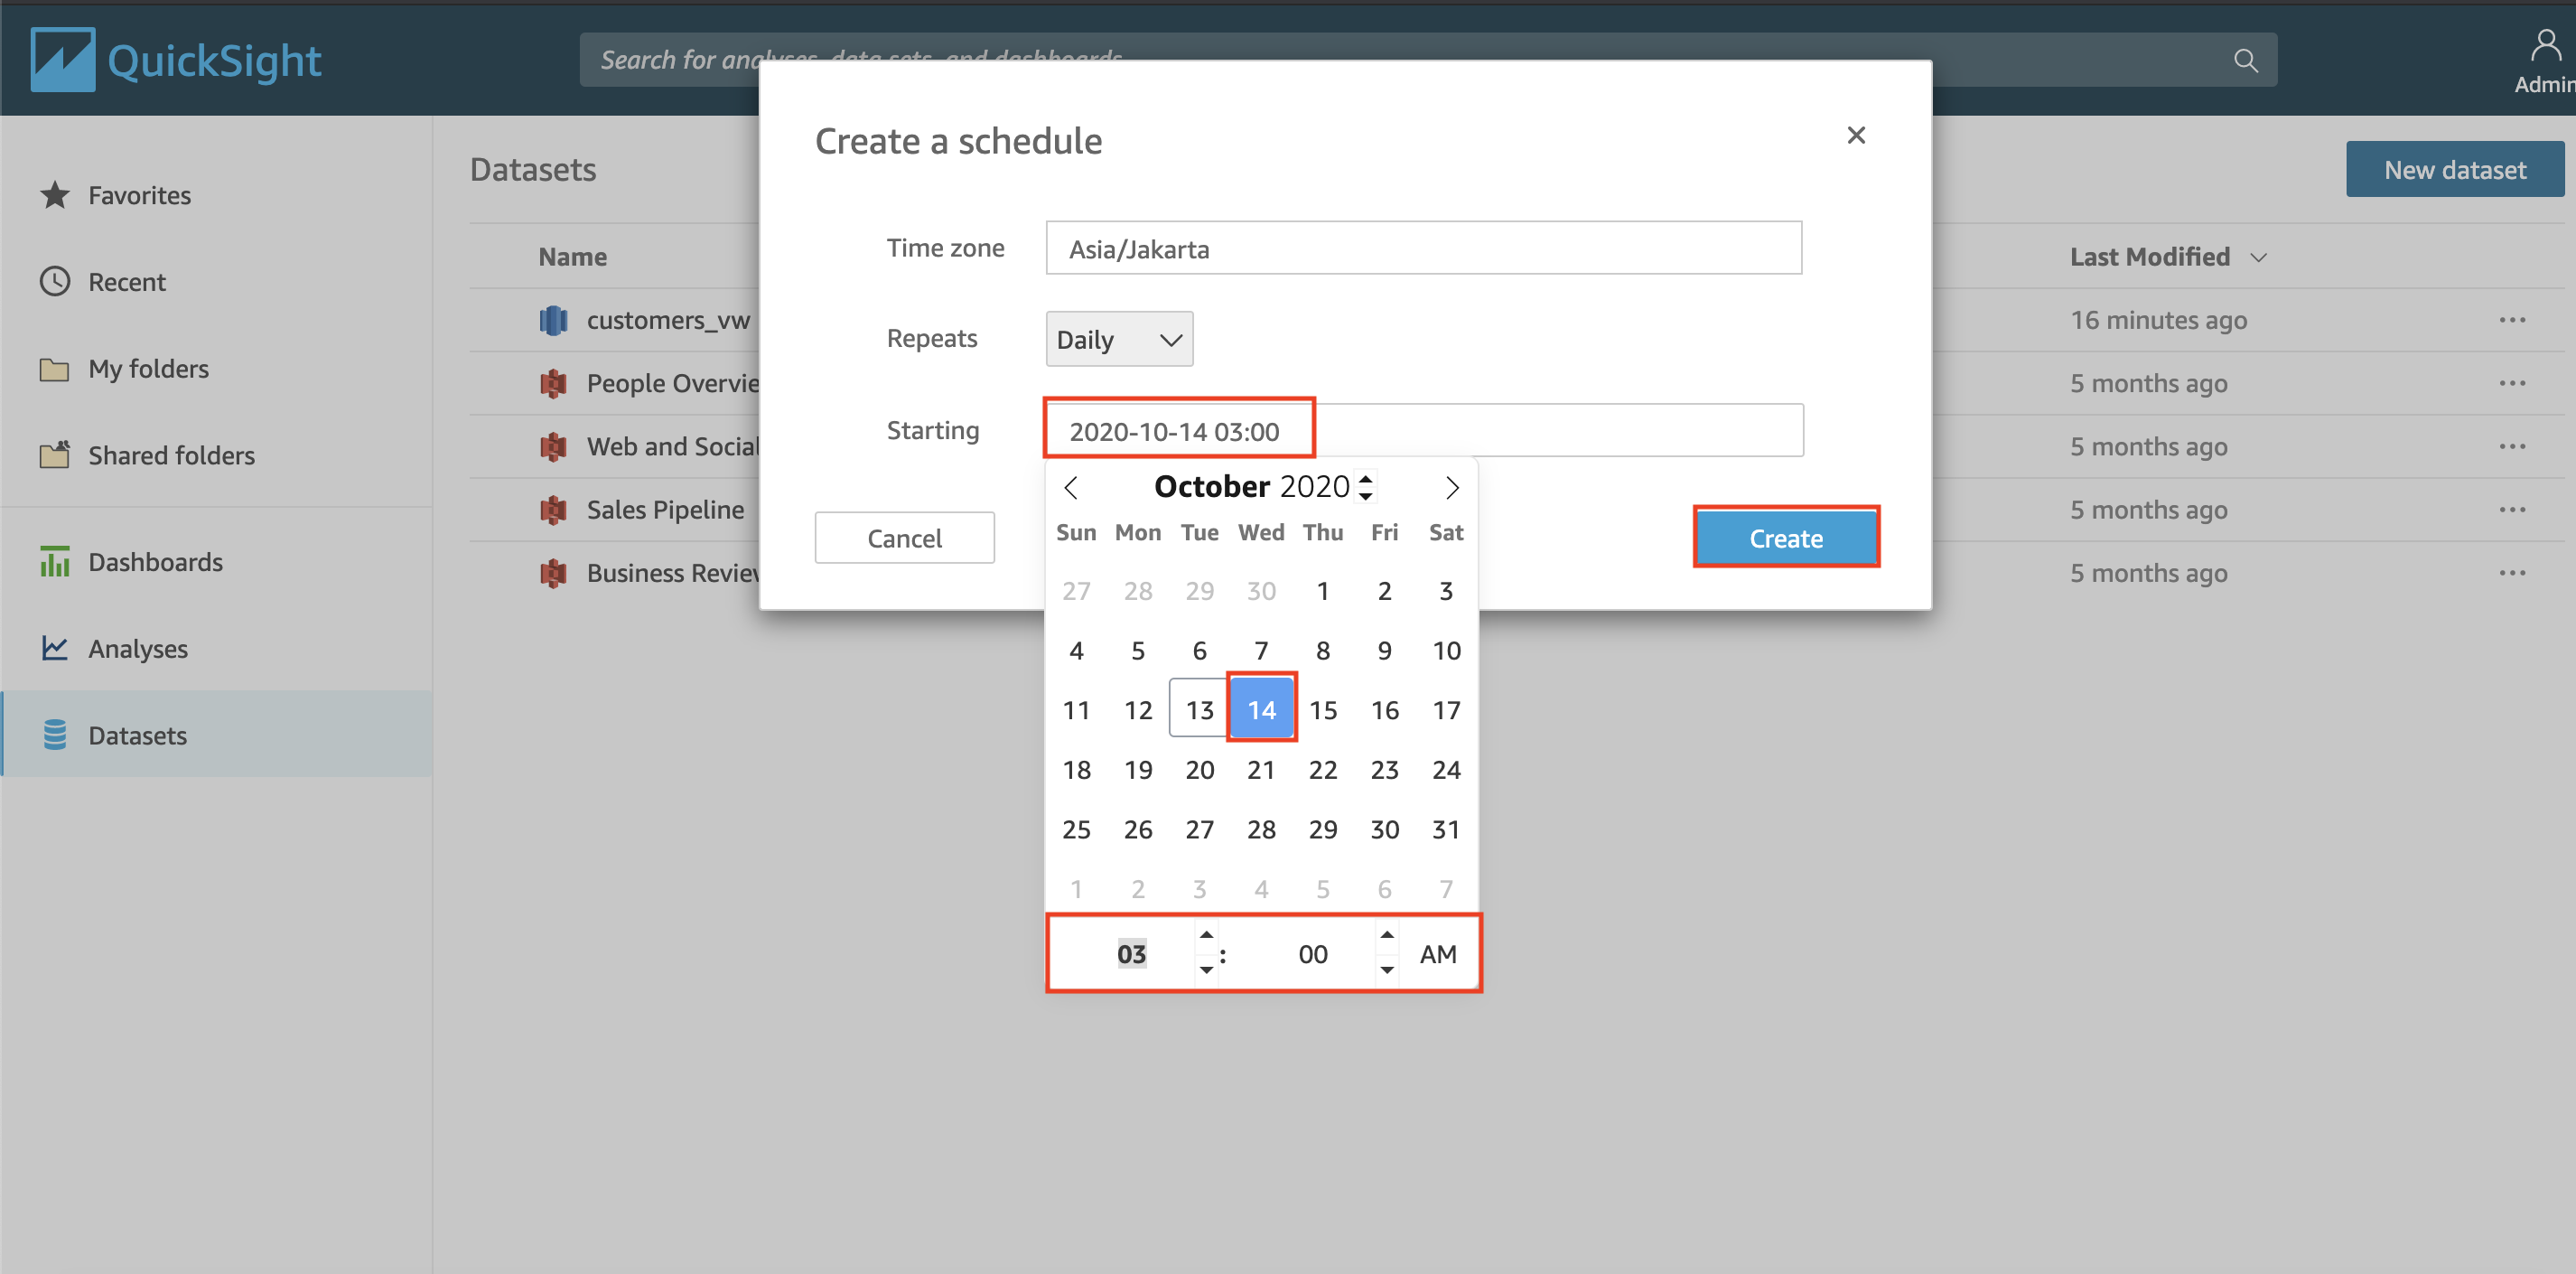 QuickSight
Search for analyses, data sets, and dashboards
Admin
Favorites
Recent
My folders
Shared folders
Dashboards
Analyses
Datasets
Datasets
New dataset
Name
Last Modified
customers_vw
16 minutes ago
People Overvie
5 months ago
Web and Social
5 months ago
Sales Pipeline
5 months ago
Business Review
5 months ago
Create a schedule
Time zone
Asia/Jakarta
Repeats
Daily
Starting
2020-10-14 03:00
Cancel
Create
October 2020
Sun Mon Tue Wed Thu Fri Sat
27 28 29 30 1 2 3
4 5 6 7 8 9 10
11 12 13 14 15 16 17
18 19 20 21 22 23 24
25 26 27 28 29 30 31
1 2 3 4 5 6 7
03 : 00 AM